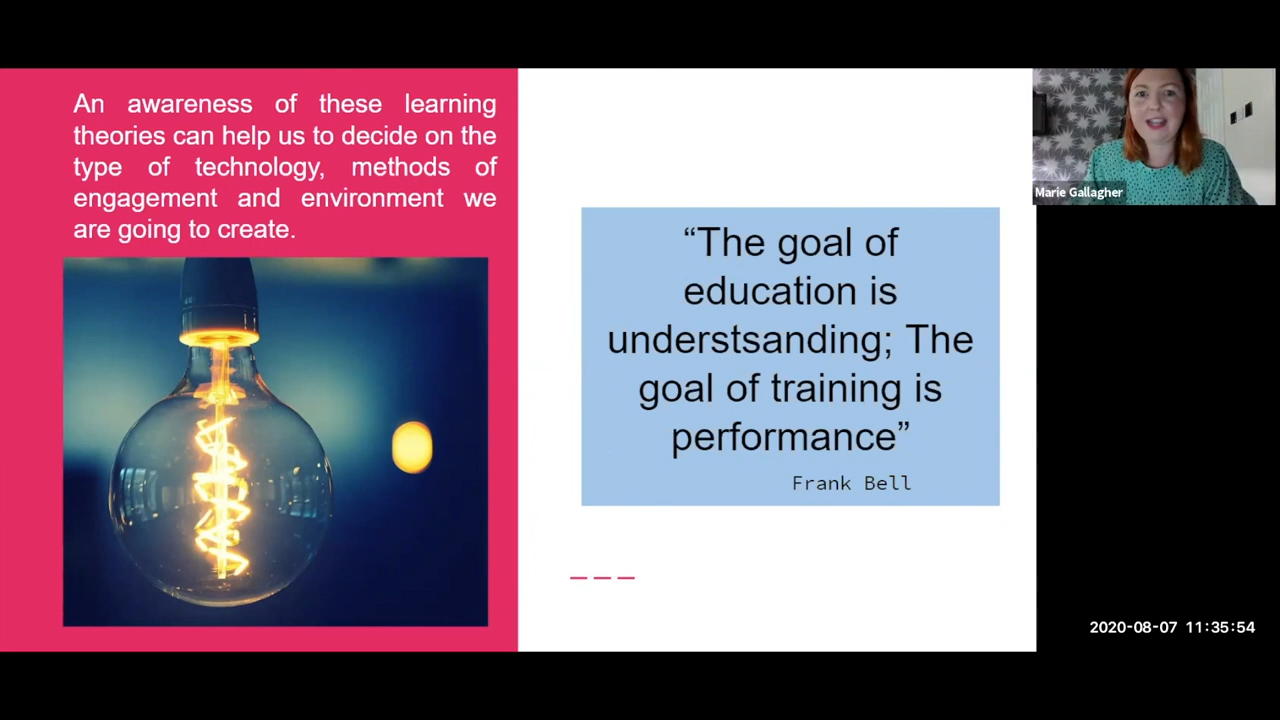 An awareness of these learning
theories can help us to decide on the
type of technology, methods of
engagement and environment we
are going to create.
“The goal of
education is
understsanding; The
goal of training is
performance”
Frank Bell
Marie Gallagher
2020-08-07 11:35:54